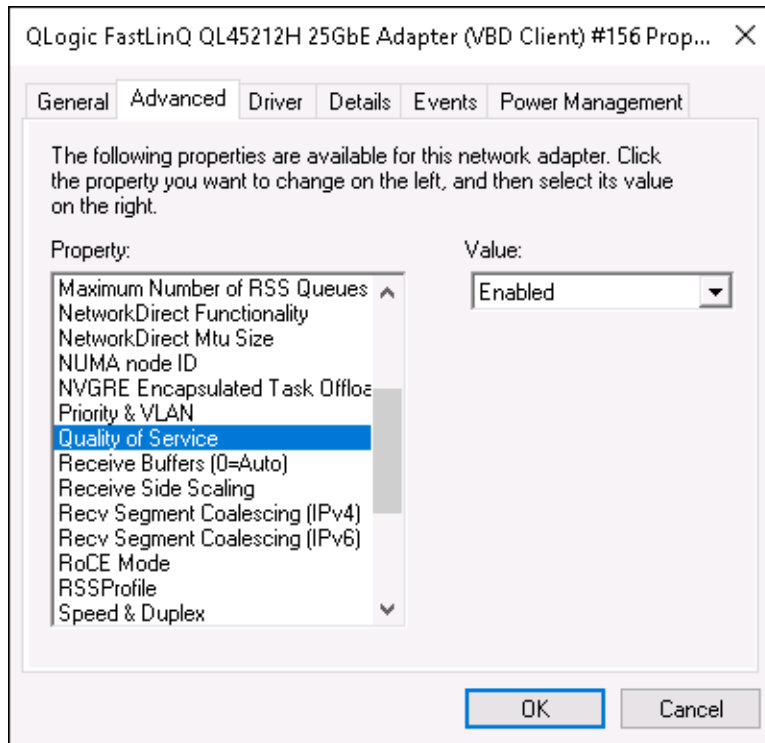 QLogic FastLinQ QL45212H 25GbE Adapter (VBD Client) #156 Prop...
General Advanced Driver Details Events Power Management
The following properties are available for this network adapter. Click
the property you want to change on the left, and then select its value
on the right.
Property:
Value:
Maximum Number of RSS Queues
NetworkDirect Functionality
NetworkDirect Mtu Size
NUMA node ID
NVGRE Encapsulated Task Offloa
Priority & VLAN
Quality of Service
Receive Buffers (0=Auto)
Receive Side Scaling
Recv Segment Coalescing (IPv4)
Recv Segment Coalescing (IPv6)
RoCE Mode
RSSProfile
Speed & Duplex
Enabled
OK
Cancel